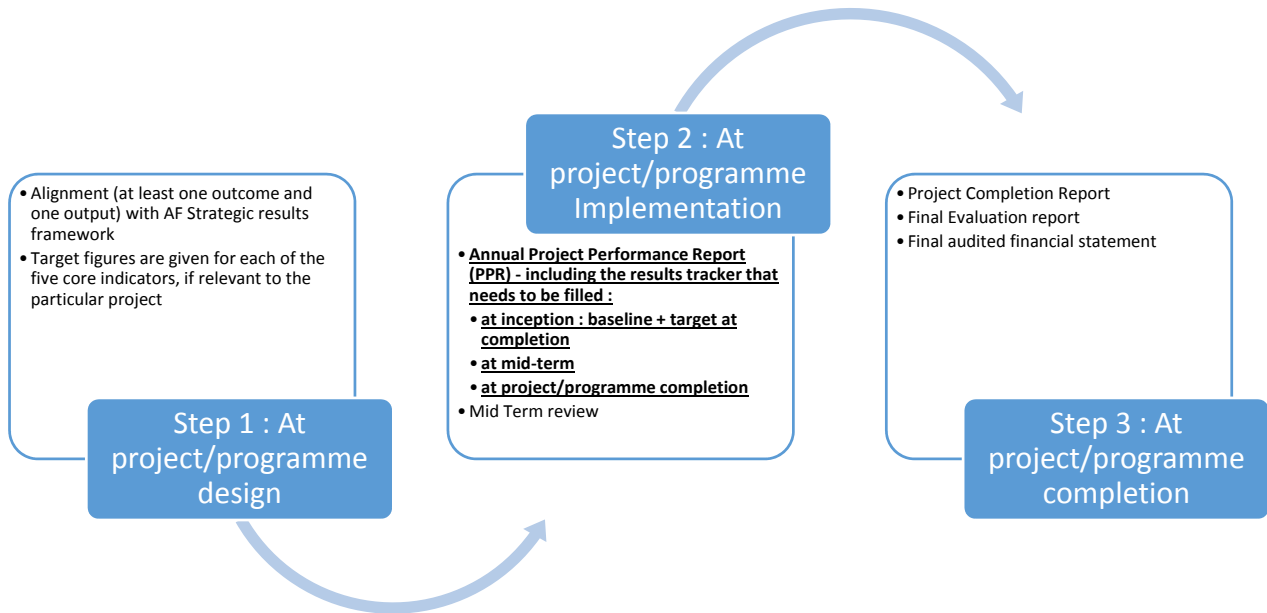 • Alignment (at least one outcome and
one output) with AF Strategic results
framework
• Target figures are given for each of the
five core indicators, if relevant to the
particular project
Step 1 : At
project/programme
design
Step 2 : At
project/programme
Implementation
• Annual Project Performance Report
(PPR) - including the results tracker that
needs to be filled :
• at inception : baseline + target at
completion
• at mid-term
• at project/programme completion
• Mid Term review
• Project Completion Report
• Final Evaluation report
• Final audited financial statement
Step 3 : At
project/programme
completion